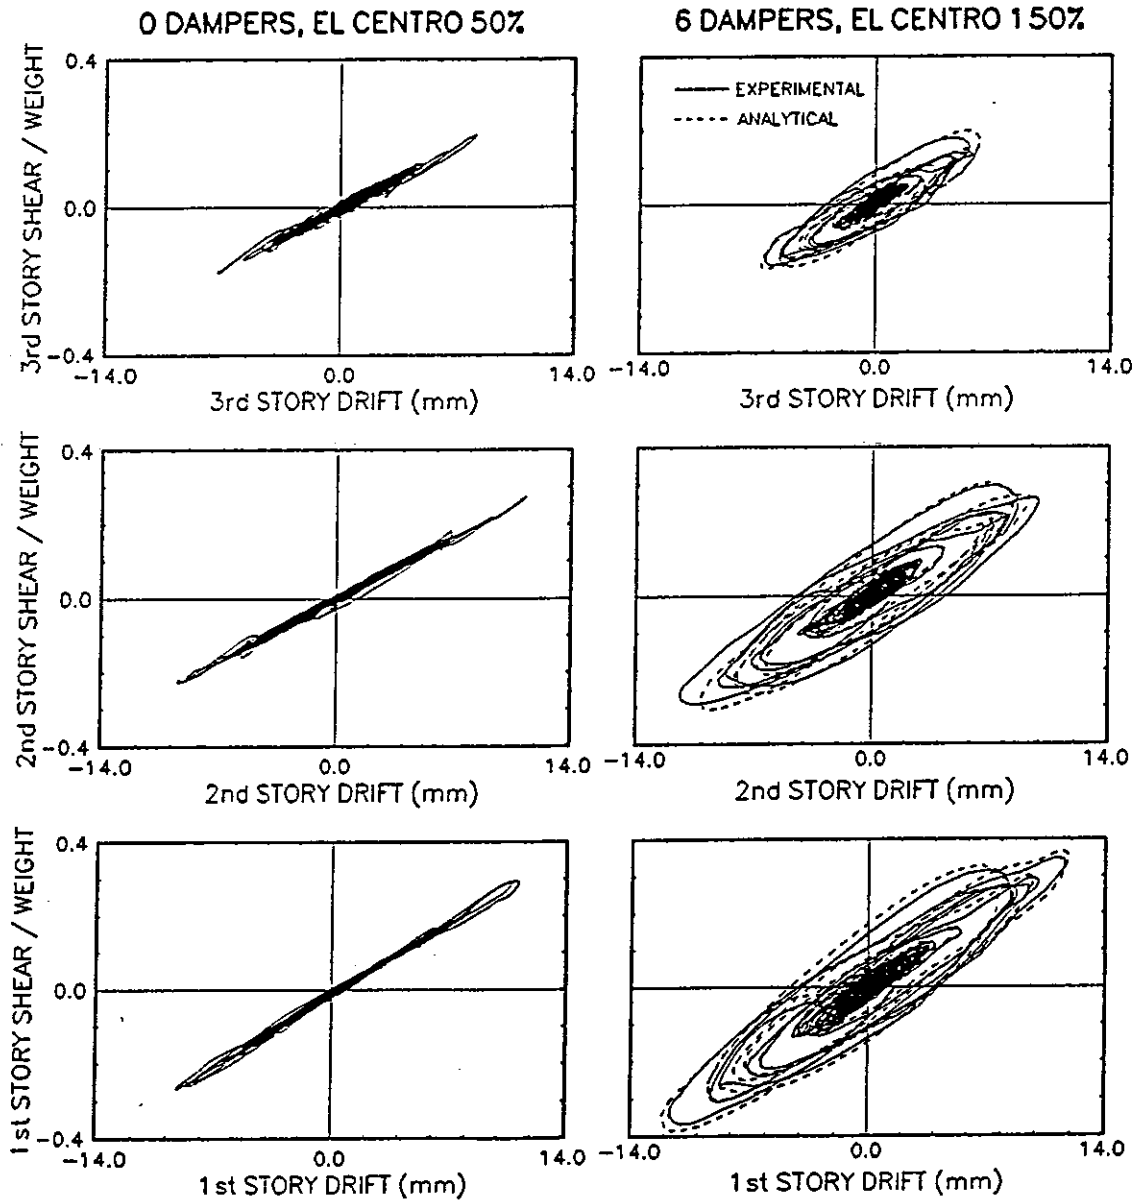 0 DAMPERS, EL CENTRO 50%
6 DAMPERS, EL CENTRO 150%
3rd STORY SHEAR / WEIGHT
0.4
0.0
-0.4
-14.0 0.0 14.0
3rd STORY DRIFT (mm)
EXPERIMENTAL
ANALYTICAL
-14.0 0.0 14.0
3rd STORY DRIFT (mm)
2nd STORY SHEAR / WEIGHT
0.4
0.0
-0.4
-14.0 0.0 14.0
2nd STORY DRIFT (mm)
-14.0 0.0 14.0
2nd STORY DRIFT (mm)
1st STORY SHEAR / WEIGHT
0.4
0.0
-0.4
-14.0 0.0 14.0
1st STORY DRIFT (mm)
-14.0 0.0 14.0
1st STORY DRIFT (mm)